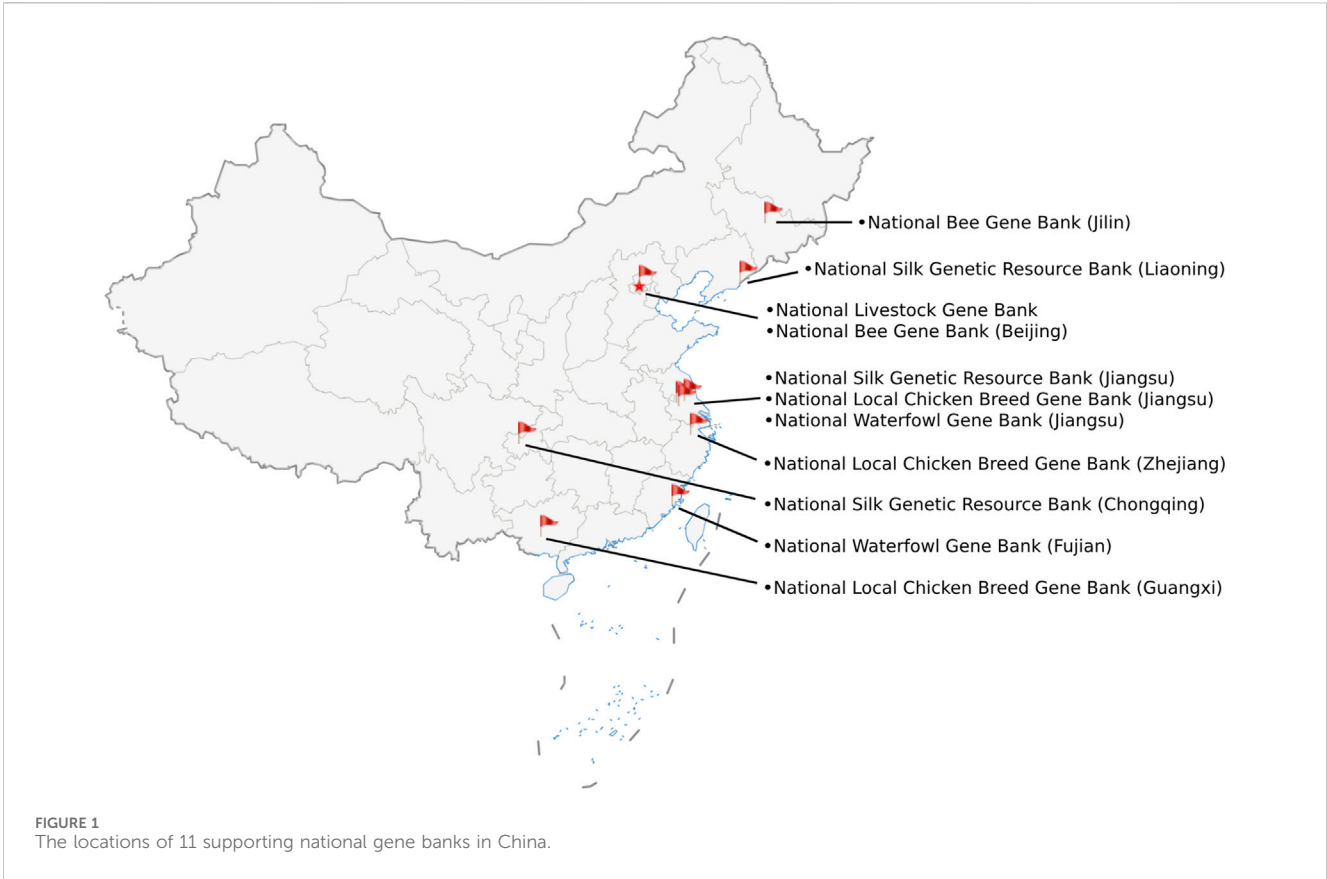 •National Bee Gene Bank (Jilin)
•National Silk Genetic Resource Bank (Liaoning)
•National Livestock Gene Bank
•National Bee Gene Bank (Beijing)
•National Silk Genetic Resource Bank (Jiangsu)
•National Local Chicken Breed Gene Bank (Jiangsu)
•National Waterfowl Gene Bank (Jiangsu)
•National Local Chicken Breed Gene Bank (Zhejiang)
•National Silk Genetic Resource Bank (Chongqing)
•National Waterfowl Gene Bank (Fujian)
•National Local Chicken Breed Gene Bank (Guangxi)
FIGURE 1
The locations of 11 supporting national gene banks in China.